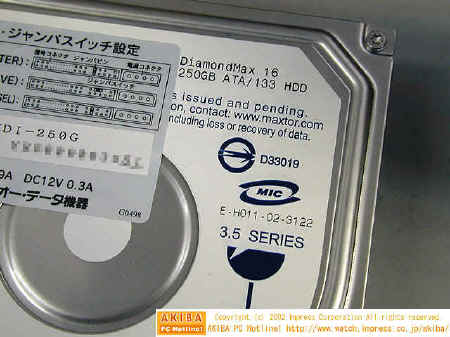 ・ジャンパスイッチ設定
TER):
VE):
SEL):
DI-250G
9A DC12V 0.3A
オー・データ機器
G0498
DiamondMax 16
250GB ATA/133 HDD
s issued and pending.
on, contact: www.maxtor.com
ncluding loss or recovery of data.
D33019
MIC
E-H011-02-3122
3.5 SERIES
AKIBA
PC Hotline!
Copyright (c) 2002 Impress Corporation All rights reserved.
AKIBA PC Hotline! http://www.watch.impress.co.jp/akiba/